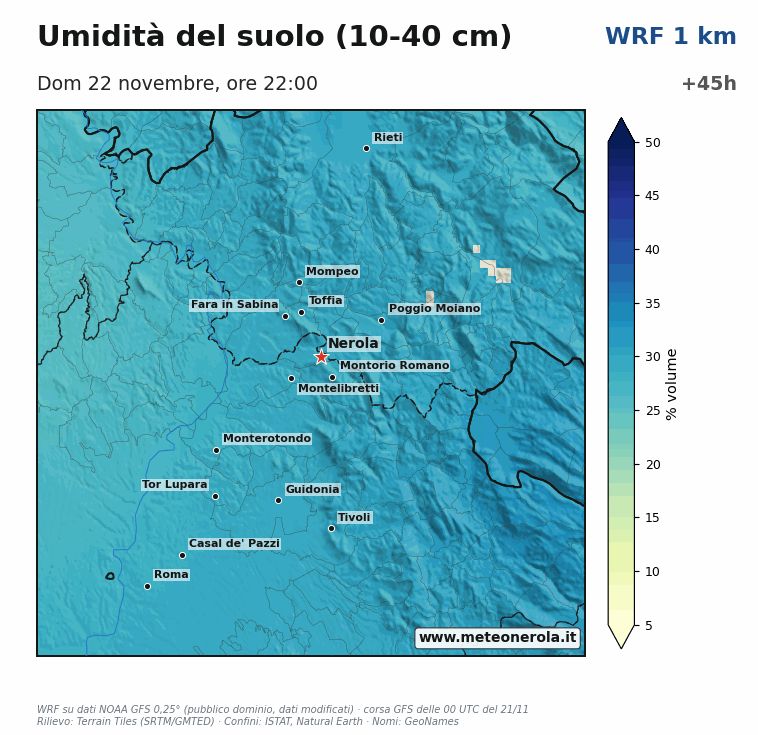 Umidità del suolo (10-40 cm)
WRF 1 km
Dom 22 novembre, ore 22:00
+45h
Rieti
Mompeo
Toffia
Fara in Sabina
Poggio Moiano
Nerola
Montorio Romano
Montelibretti
Monterotondo
Tor Lupara
Guidonia
Tivoli
Casal de' Pazzi
Roma
www.meteonerola.it
50
45
40
35
30
25
20
15
10
5
% volume
WRF su dati NOAA GFS 0,25° (pubblico dominio, dati modificati) · corsa GFS delle 00 UTC del 21/11
Rilievo: Terrain Tiles (SRTM/GMTED) · Confini: ISTAT, Natural Earth · Nomi: GeoNames